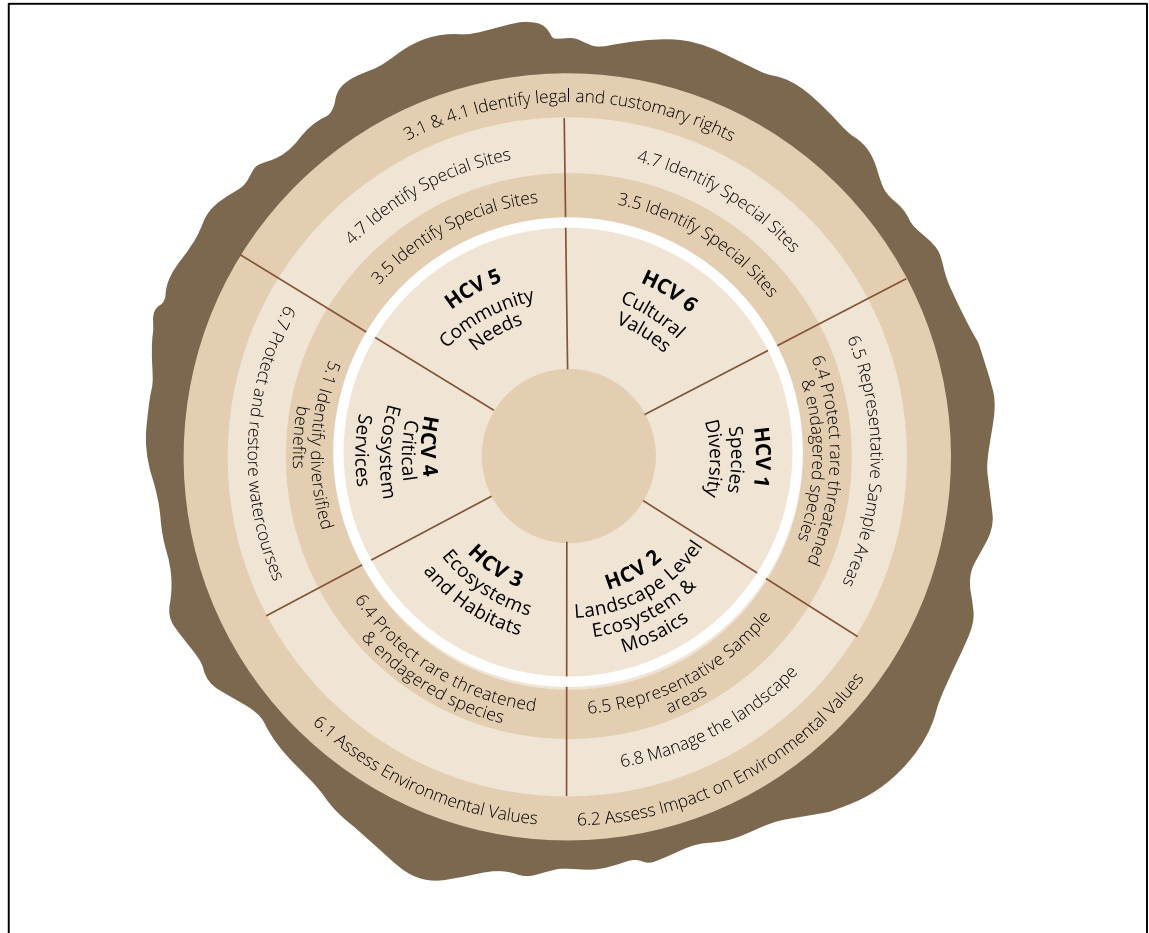 3.1 & 4.1 Identify legal and customary rights
4.7 Identify Special Sites
4.7 Identify Special Sites
3.5 Identify Special Sites
3.5 Identify Special Sites
HCV 5
Community
Needs
HCV 6
Cultural
Values
6.7 Protect and restore watercourses
5.1 Identify diversified
benefits
HCV 4
Critical
Ecosystem
Services
HCV 1
Species
Diversity
6.4 Protect rare threatened
& endagered species
6.5 Representative Sample Areas
HCV 3
Ecosystems
and Habitats
HCV 2
Landscape Level
Ecosystem &
Mosaics
6.4 Protect rare threatened
& endagered species
6.5 Representative Sample
areas
6.8 Manage the landscape
6.1 Assess Environmental Values
6.2 Assess Impact on Environmental Values